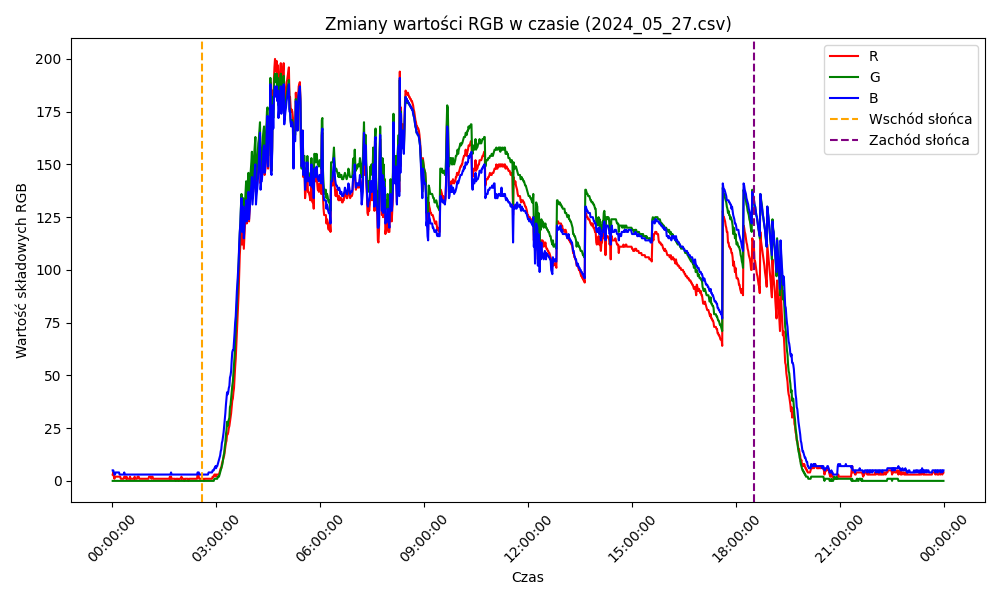 Zmiany wartości RGB w czasie (2024_05_27.csv)
Wartość składowych RGB
200
175
150
125
100
75
50
25
0
R
G
B
Wschód słońca
Zachód słońca
00:00:00
03:00:00
06:00:00
09:00:00
12:00:00
15:00:00
18:00:00
21:00:00
00:00:00
Czas